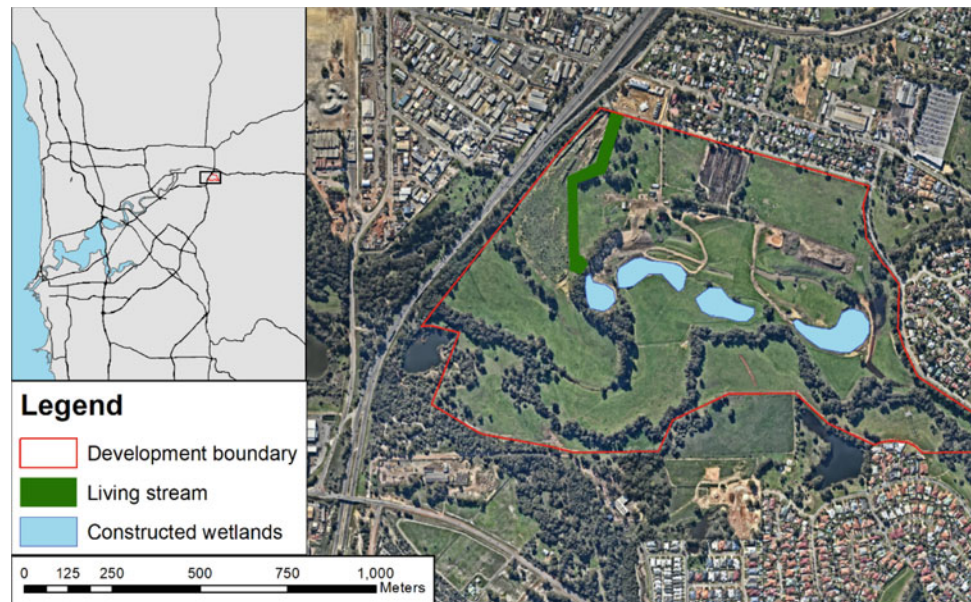 Legend
Development boundary
Living stream
Constructed wetlands
0 125 250 500 750 1,000
Meters